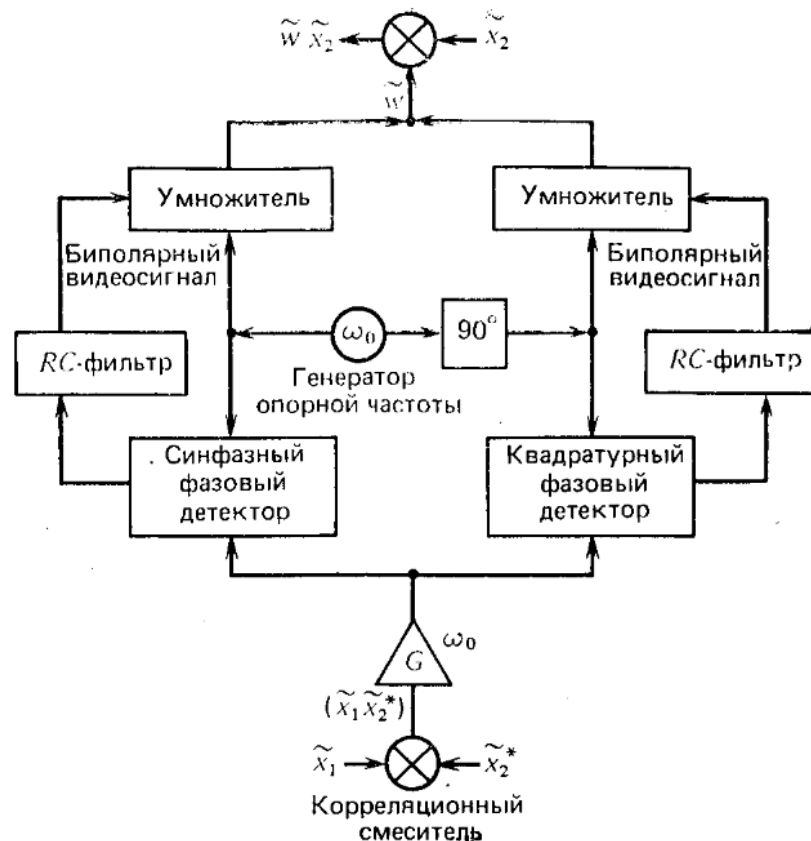 w̃ x̃₂
x̃₂
w̃
Умножитель
Умножитель
Биполярный
видеосигнал
Биполярный
видеосигнал
ω₀
90°
RC-фильтр
RC-фильтр
Генератор
опорной частоты
Синфазный
фазовый
детектор
Квадратурный
фазовый
детектор
G
ω₀
(x̃₁x̃₂*)
x̃₁
x̃₂*
Корреляционный
смеситель